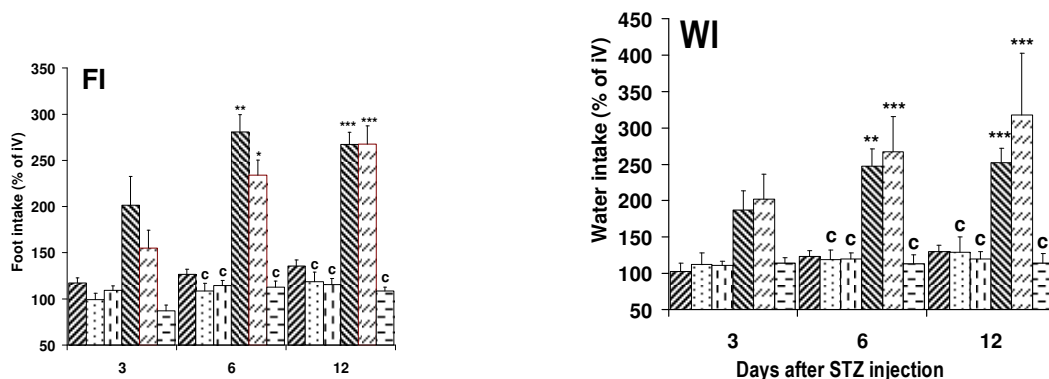 FI
Foot intake (% of iV)
350
300
250
200
150
100
50
** 
*
*** ***
c c c
c c c
3 6 12
WI
Water intake (% of iV)
450
400
350
300
250
200
150
100
50
**
***
***
***
c c c
c c c
3 6 12
Days after STZ injection